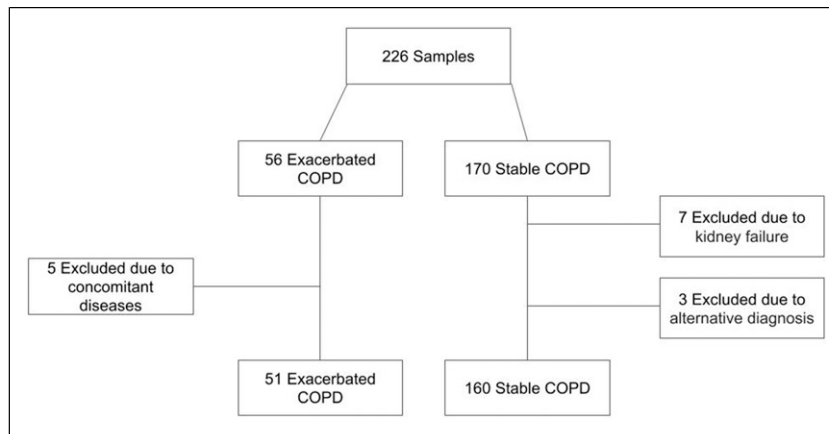 226 Samples
56 Exacerbated
COPD
170 Stable COPD
7 Excluded due to
kidney failure
5 Excluded due to
concomitant
diseases
3 Excluded due to
alternative diagnosis
51 Exacerbated
COPD
160 Stable COPD